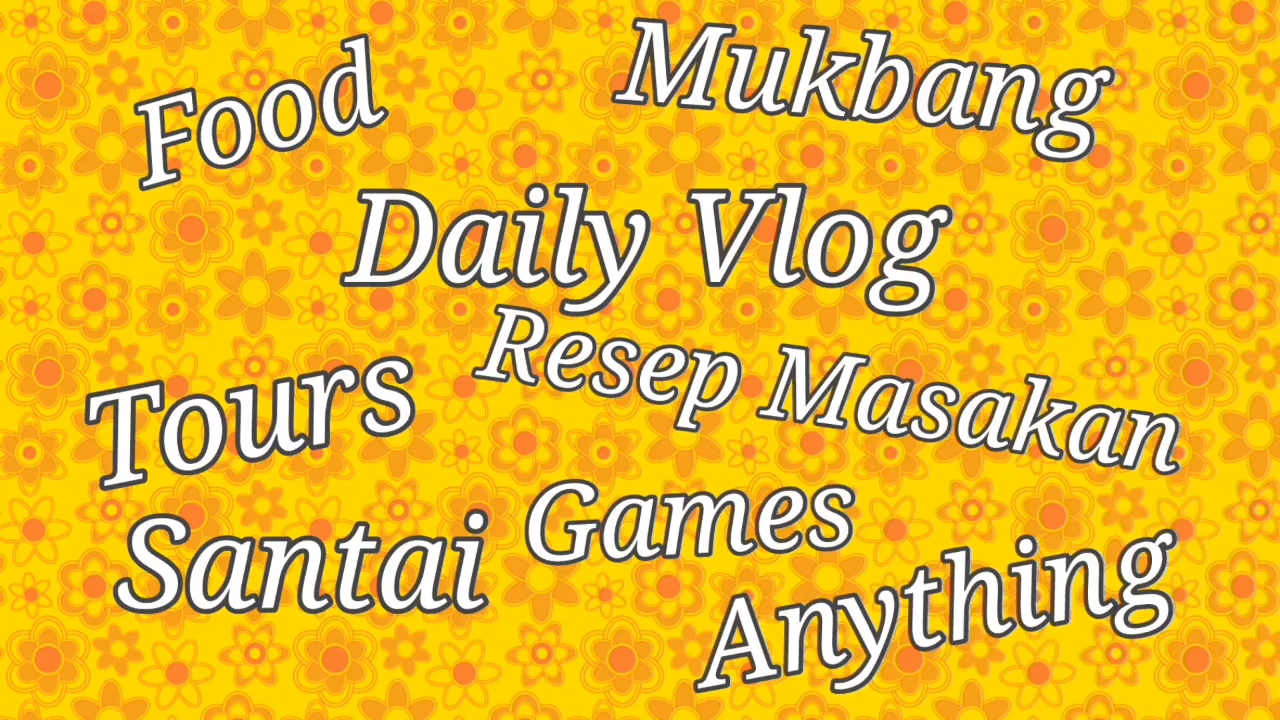 Food
Mukbang
Daily Vlog
Resep Masakan
Tours
Games
Santai
Anything